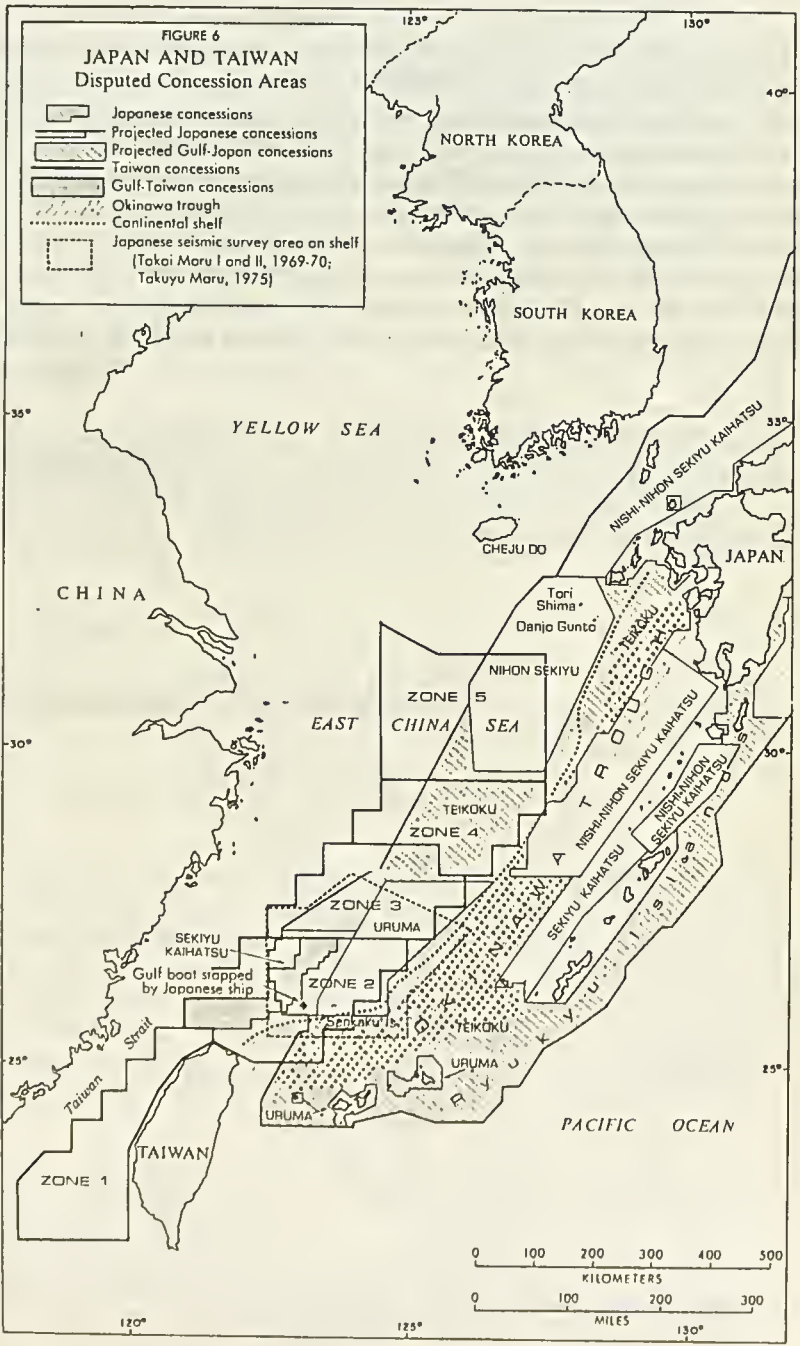 FIGURE 6
JAPAN AND TAIWAN
Disputed Concession Areas
Japanese concessions
Projected Japanese concessions
Projected Gulf-Japan concessions
Taiwan concessions
Gulf-Taiwan concessions
Okinawa trough
Continental shelf
Japanese seismic survey area on shelf
(Tokai Maru I and II, 1969-70;
Takuyu Maru, 1975)
125°
130°
40°
NORTH KOREA
SOUTH KOREA
35°
YELLOW SEA
33°
NISHI-NIHON SEKIYU KAIHATSU
CHEJU DO
JAPAN
CHINA
Tori
Shima
Danjo Gunto
TEIKOKU
NIHON SEKIYU
ZONE 5
EAST CHINA SEA
30°
30°
NISHI-NIHON SEKIYU KAIHATSU
NISHI-NIHON
SEKIYU KAIHATSU
TEIKOKU
ZONE 4
OKINAWA TROUGH
SEKIYU KAIHATSU
Ryukyu Islands
ZONE 3
URUMA
SEKIYU
KAIHATSU
ZONE 2
Gulf boat stopped
by Japanese ship
Senkaku Is
TEIKOKU
25°
25°
Taiwan Strait
URUMA
URUMA
PACIFIC OCEAN
TAIWAN
ZONE 1
0 100 200 300 400 500
KILOMETERS
0 100 200 300
MILES
120°
125°
130°